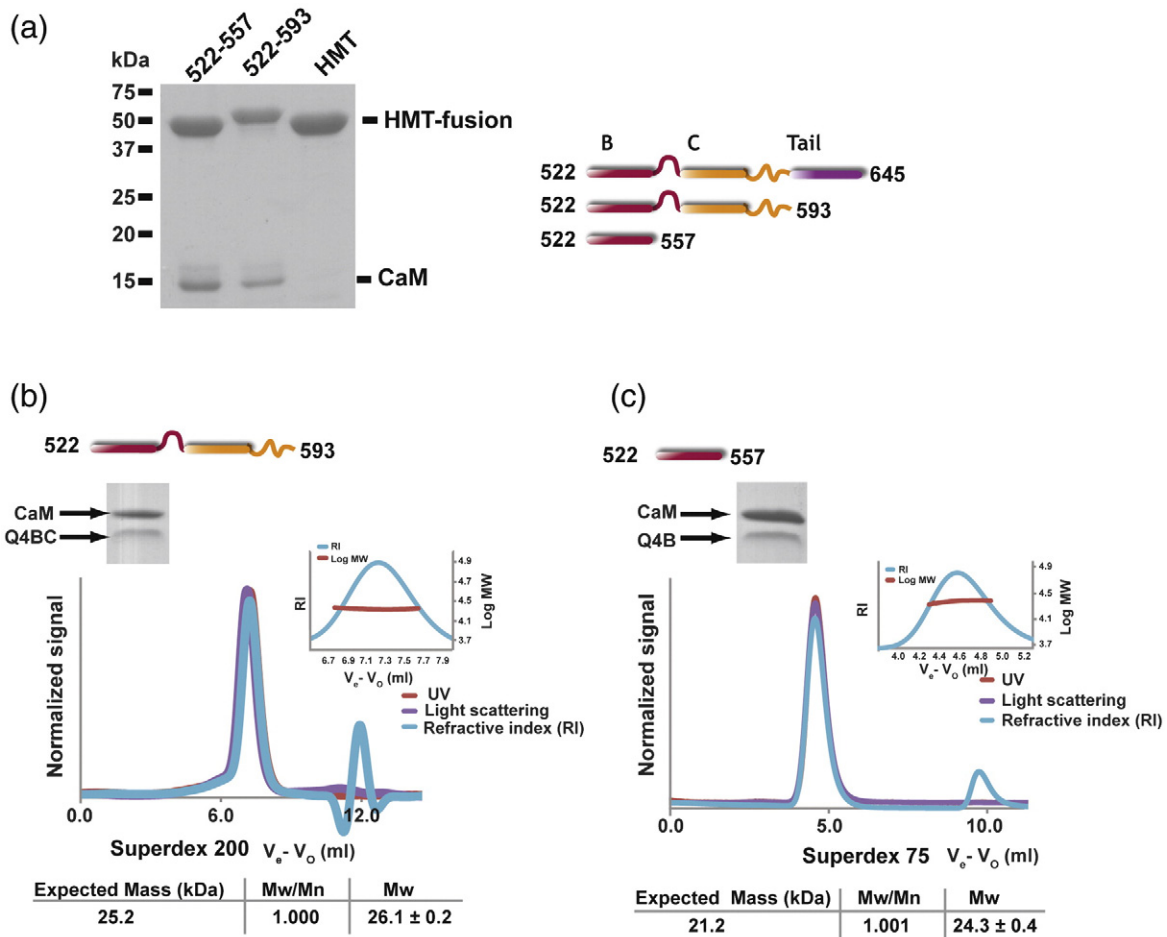 (a)
kDa
522-557
522-593
HMT
75
50
37
25
20
15
HMT-fusion
CaM
B C Tail
522 645
522 593
522 557
(b)
522 593
CaM
Q4BC
Normalized signal
RI
Log MW
RI
4.9
4.7
4.5
4.1
3.7
Log MW
6.7 6.9 7.1 7.3 7.5 7.7 7.9
Ve- VO (ml)
UV
Light scattering
Refractive index (RI)
0.0 6.0 12.0
Superdex 200 Ve- VO (ml)
Expected Mass (kDa) Mw/Mn Mw
25.2 1.000 26.1 ± 0.2
(c)
522 557
CaM
Q4B
Normalized signal
RI
Log MW
RI
4.9
4.5
4.1
3.7
Log MW
4.0 4.4 4.6 4.8 5.0 5.2
Ve- VO (ml)
UV
Light scattering
Refractive index (RI)
0.0 5.0 10.0
Superdex 75 Ve- VO (ml)
Expected Mass (kDa) Mw/Mn Mw
21.2 1.001 24.3 ± 0.4